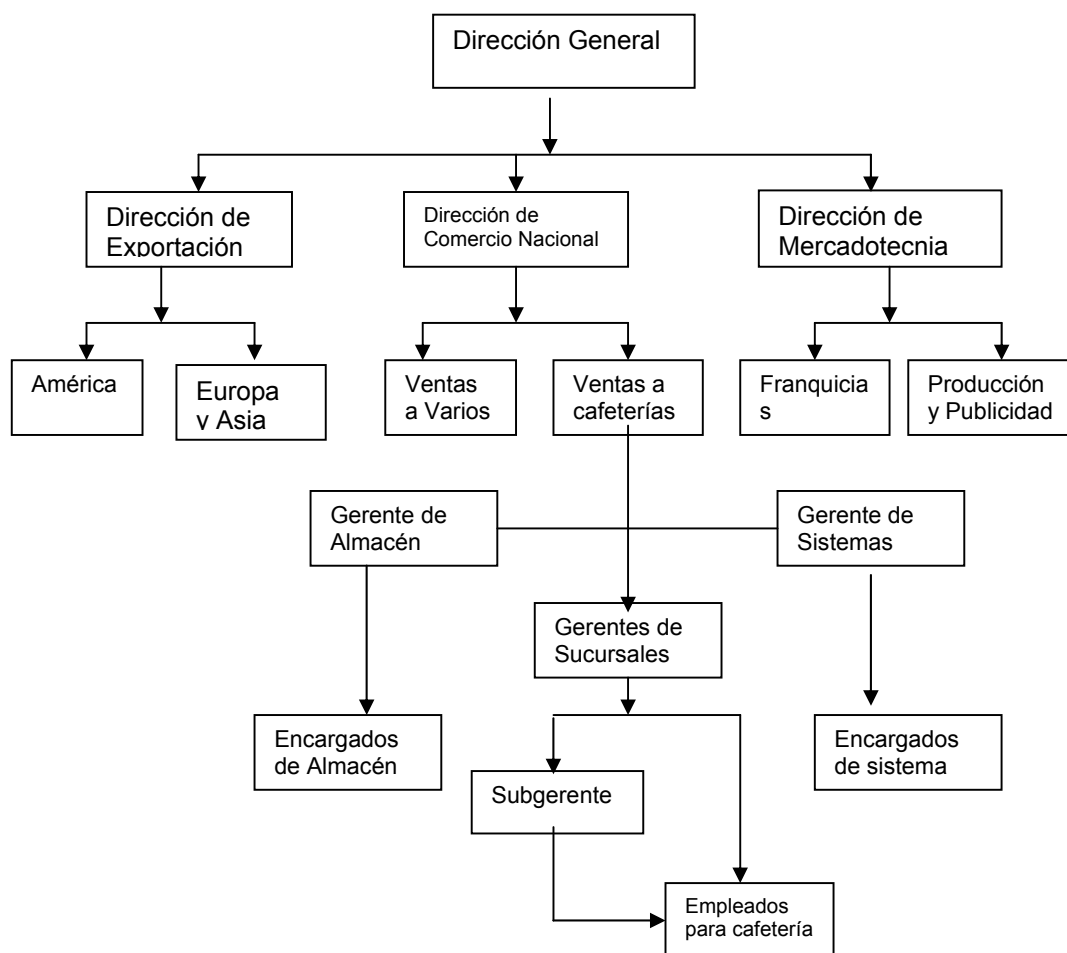 Dirección General
Dirección de
Exportación
Dirección de
Comercio Nacional
Dirección de
Mercadotecnia
América
Europa
y Asia
Ventas
a Varios
Ventas a
cafeterías
Franquicia
s
Producción
y Publicidad
Gerente de
Almacén
Gerente de
Sistemas
Gerentes de
Sucursales
Encargados
de Almacén
Encargados
de sistema
Subgerente
Empleados
para cafetería